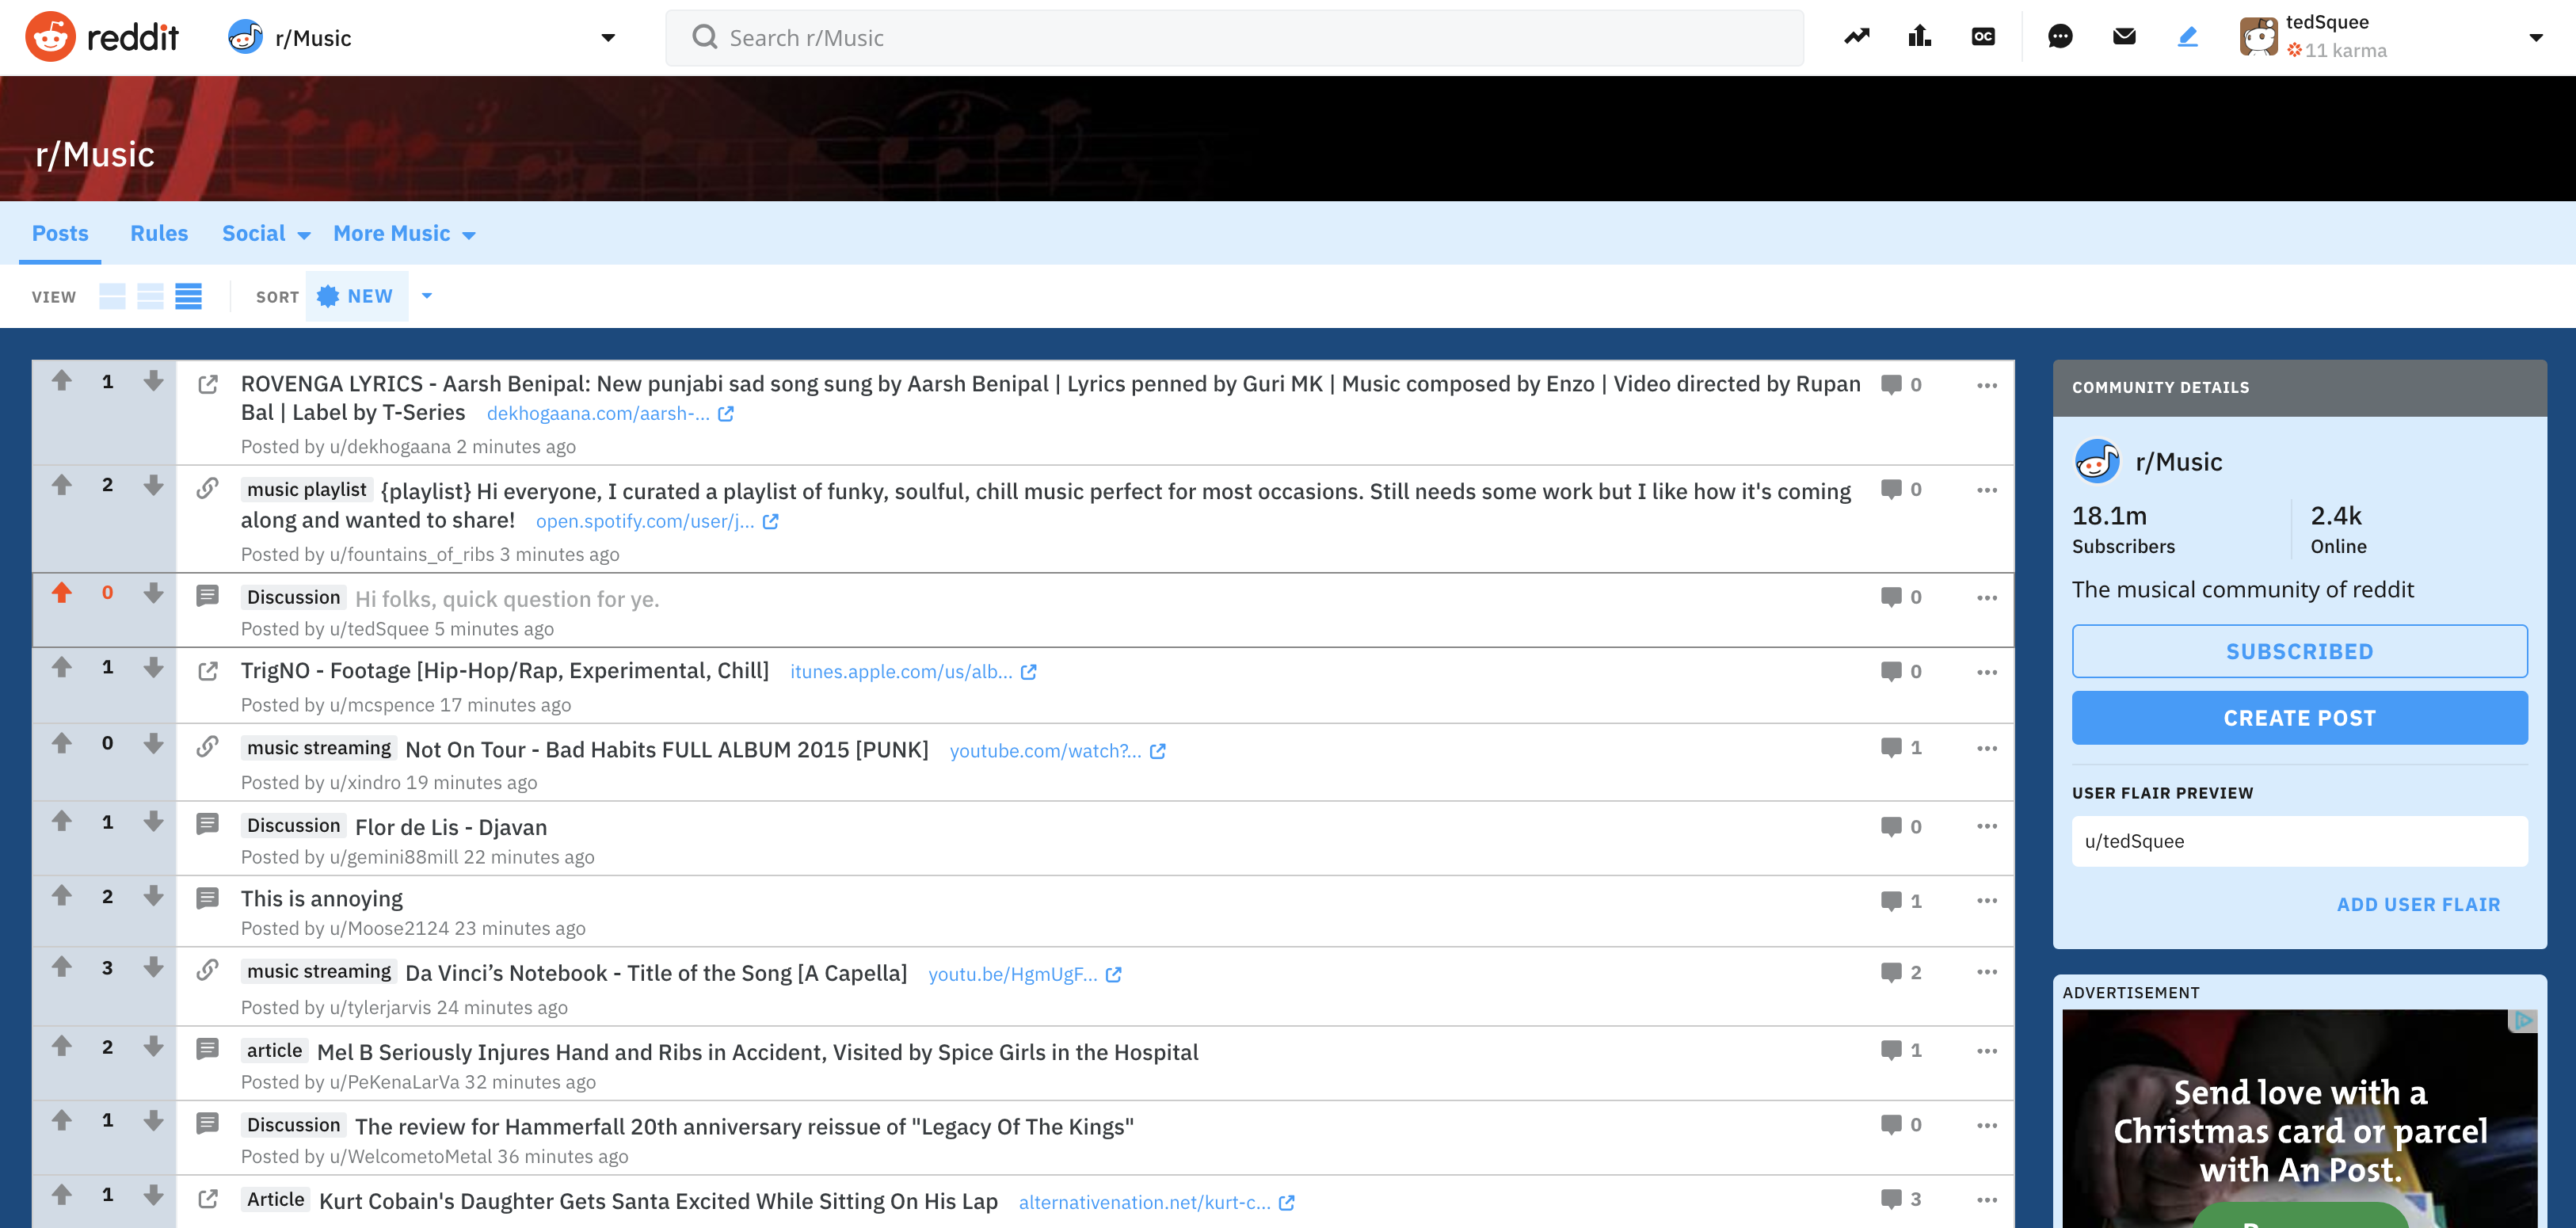 reddit
r/Music
Search r/Music
OC
tedSquee
11 karma
r/Music
Posts
Rules
Social
More Music
VIEW
SORT
NEW
1
ROVENGA LYRICS - Aarsh Benipal: New punjabi sad song sung by Aarsh Benipal | Lyrics penned by Guri MK | Music composed by Enzo | Video directed by Rupan
Bal | Label by T-Series dekhogaana.com/aarsh-...
0
Posted by u/dekhogaana 2 minutes ago
2
music playlist {playlist} Hi everyone, I curated a playlist of funky, soulful, chill music perfect for most occasions. Still needs some work but I like how it's coming
along and wanted to share! open.spotify.com/user/j...
0
Posted by u/fountains_of_ribs 3 minutes ago
0
Discussion Hi folks, quick question for ye.
0
Posted by u/tedSquee 5 minutes ago
1
TrigNO - Footage [Hip-Hop/Rap, Experimental, Chill] itunes.apple.com/us/alb...
0
Posted by u/mcspence 17 minutes ago
0
music streaming Not On Tour - Bad Habits FULL ALBUM 2015 [PUNK] youtube.com/watch?...
1
Posted by u/xindro 19 minutes ago
1
Discussion Flor de Lis - Djavan
0
Posted by u/gemini88mill 22 minutes ago
2
This is annoying
1
Posted by u/Moose2124 23 minutes ago
3
music streaming Da Vinci’s Notebook - Title of the Song [A Capella] youtu.be/HgmUgF...
2
Posted by u/tylerjarvis 24 minutes ago
2
article Mel B Seriously Injures Hand and Ribs in Accident, Visited by Spice Girls in the Hospital
1
Posted by u/PeKenaLarVa 32 minutes ago
1
Discussion The review for Hammerfall 20th anniversary reissue of "Legacy Of The Kings"
0
Posted by u/WelcometoMetal 36 minutes ago
1
Article Kurt Cobain's Daughter Gets Santa Excited While Sitting On His Lap alternativenation.net/kurt-c...
3
COMMUNITY DETAILS
r/Music
18.1m
Subscribers
2.4k
Online
The musical community of reddit
SUBSCRIBED
CREATE POST
USER FLAIR PREVIEW
u/tedSquee
ADD USER FLAIR
ADVERTISEMENT
Send love with a
Christmas card or parcel
with An Post.